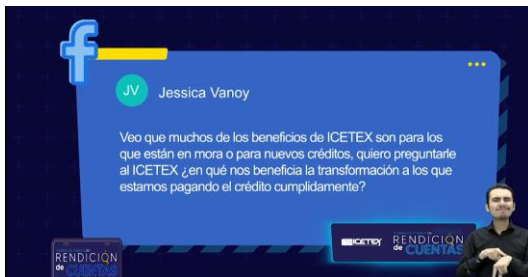 f
JV
Jessica Vanoy
Veo que muchos de los beneficios de ICETEX son para los
que están en mora o para nuevos créditos, quiero preguntarle
al ICETEX ¿en qué nos beneficia la transformación a los que
estamos pagando el crédito cumplidamente?
ICETEX
RENDICIÓN
de CUENTAS
RENDICIÓN
de CUENTAS